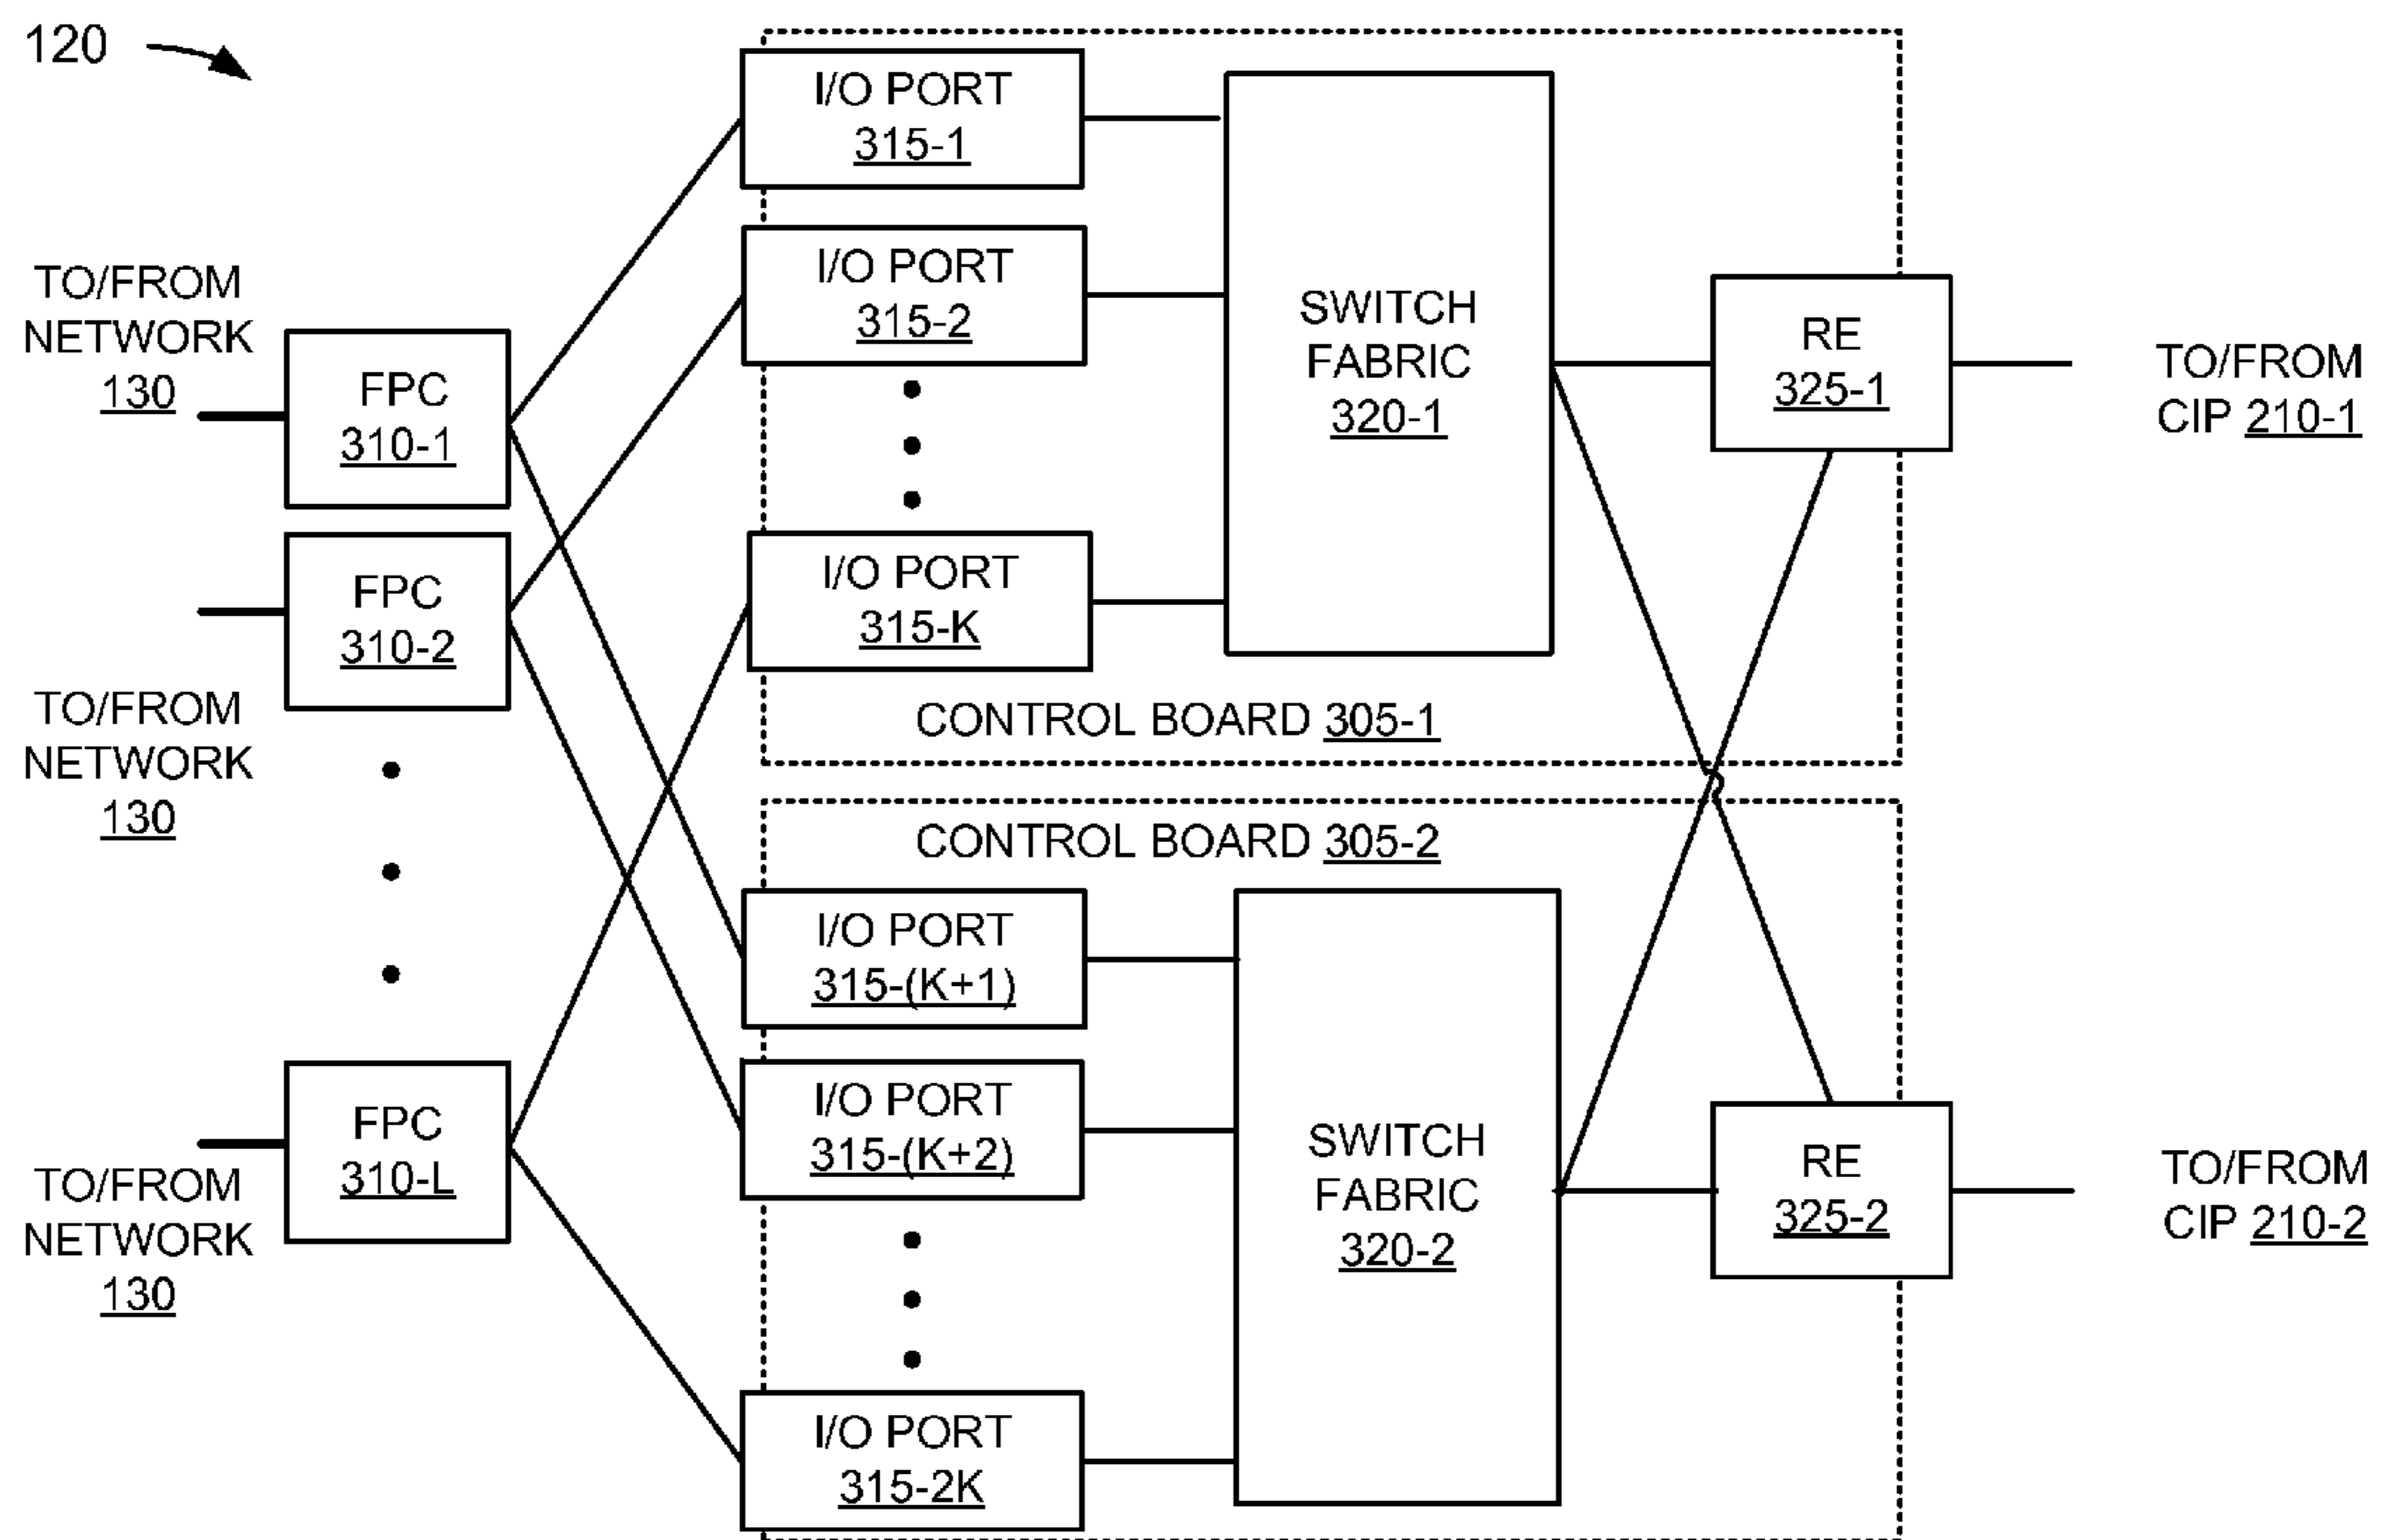 120
TO/FROM
NETWORK
130
FPC
310-1
FPC
310-2
TO/FROM
NETWORK
130
FPC
310-L
TO/FROM
NETWORK
130
I/O PORT
315-1
I/O PORT
315-2
I/O PORT
315-K
SWITCH
FABRIC
320-1
CONTROL BOARD 305-1
RE
325-1
TO/FROM
CIP 210-1
CONTROL BOARD 305-2
I/O PORT
315-(K+1)
I/O PORT
315-(K+2)
I/O PORT
315-2K
SWITCH
FABRIC
320-2
RE
325-2
TO/FROM
CIP 210-2